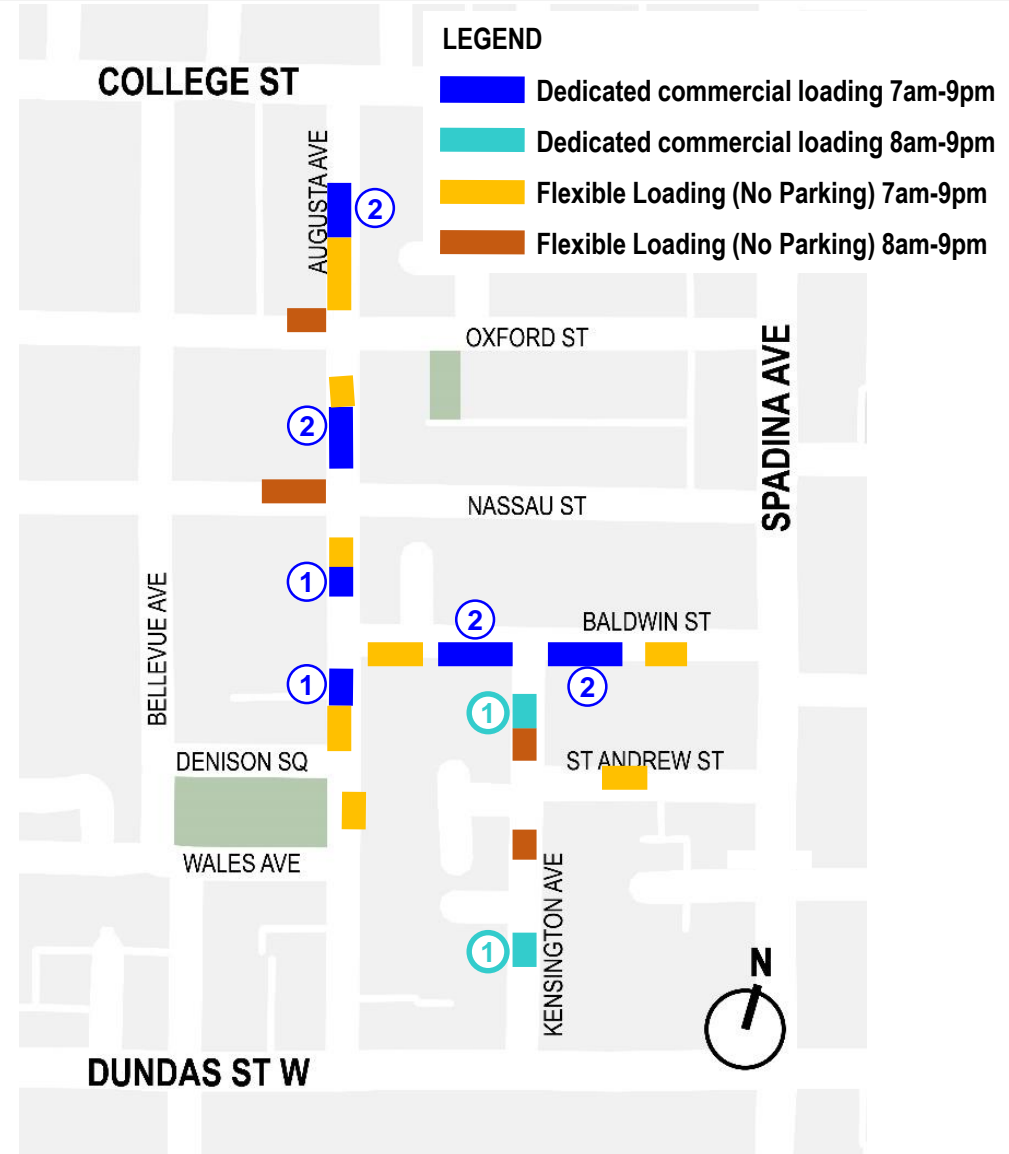 LEGEND
COLLEGE ST
Dedicated commercial loading 7am-9pm
Dedicated commercial loading 8am-9pm
AUGUSTA AVE
Flexible Loading (No Parking) 7am-9pm
2
Flexible Loading (No Parking) 8am-9pm
OXFORD ST
SPADINA AVE
2
NASSAU ST
1
BELLEVUE AVE
2
BALDWIN ST
1
2
1
DENISON SQ
ST ANDREW ST
WALES AVE
KENSINGTON AVE
1
N
DUNDAS ST W